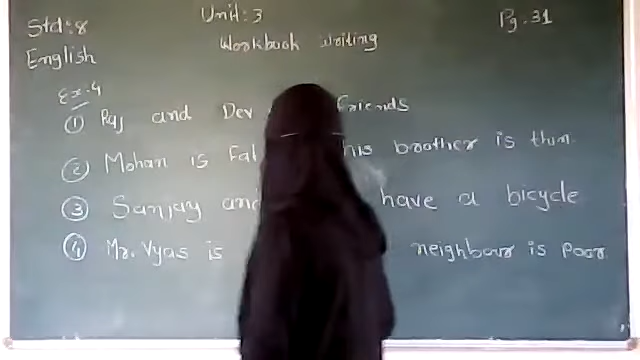 Std:8
Unit:3
Pg.31
English
Workbook writing
Ex.4
① Raj and Dev Friends
② Mohan is Fat his brother is thin.
③ Sanjay and have a bicycle
④ Mr. Vyas is neighbour is poor.